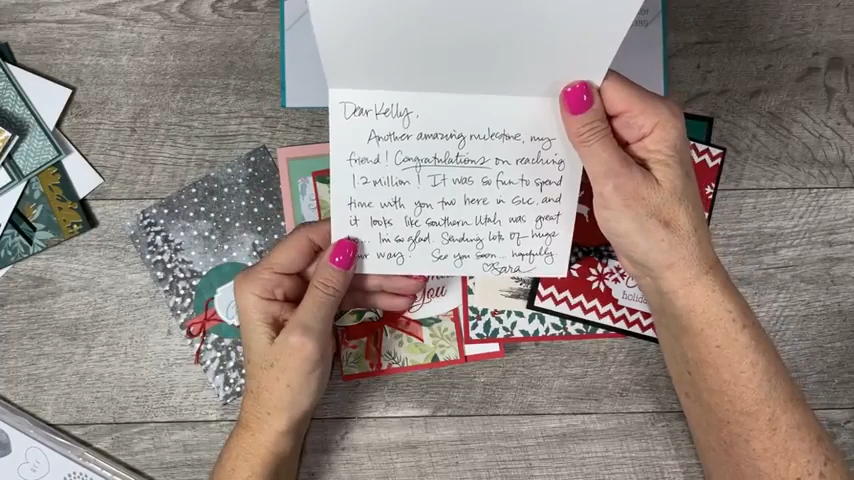 Dear Kelly,
Another amazing milestone, my
friend! Congratulations on reaching
1.2 million! It was so fun to spend
time with you two here in SLC, and
it looks like southern Utah was great
... I'm so glad. Sending lots of hugs
way. See you soon... hopefully
♡Sara
You
holid